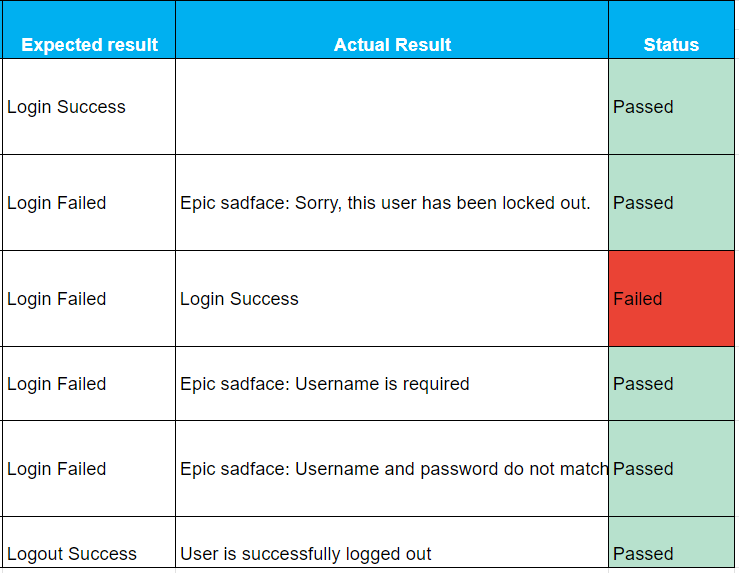 Expected result Actual Result Status
Login Success Passed
Login Failed Epic sadface: Sorry, this user has been locked out. Passed
Login Failed Login Success Failed
Login Failed Epic sadface: Username is required Passed
Login Failed Epic sadface: Username and password do not match Passed
Logout Success User is successfully logged out Passed